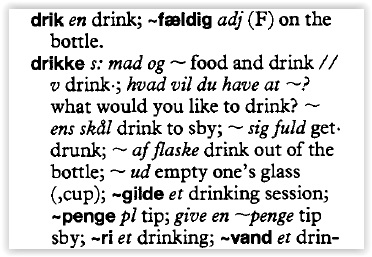 drik en drink; ~fældig adj (F) on the
bottle.
drikke s: mad og ~ food and drink //
v drink·; hvad vil du have at ~?
what would you like to drink? ~
ens skål drink to sby; ~ sig fuld get·
drunk; ~ af flaske drink out of the
bottle; ~ ud empty one's glass
(,cup); ~gilde et drinking session;
~penge pl tip; give en ~penge tip
sby; ~ri et drinking; ~vand et drin-